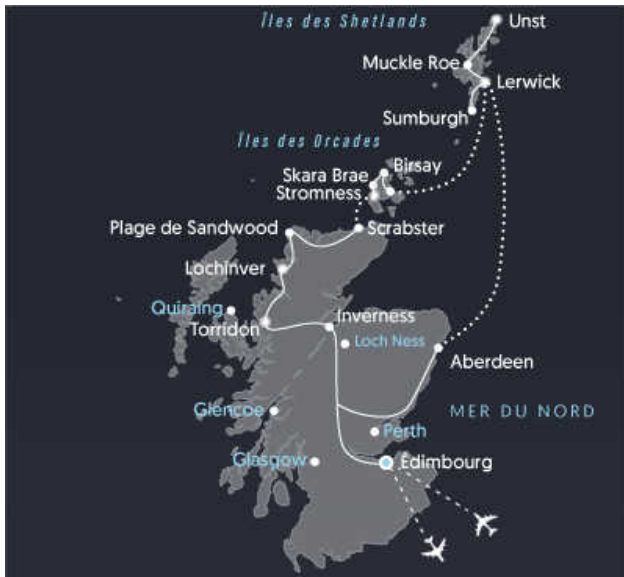 Îles des Shetlands
Unst
Muckle Roe
Lerwick
Sumburgh
Îles des Orcades
Birsay
Skara Brae
Stromness
Plage de Sandwood
Scrabster
Lochinver
Quiraing
Torridon
Inverness
Loch Ness
Aberdeen
Glencoe
MER DU NORD
Perth
Glasgow
Edimbourg